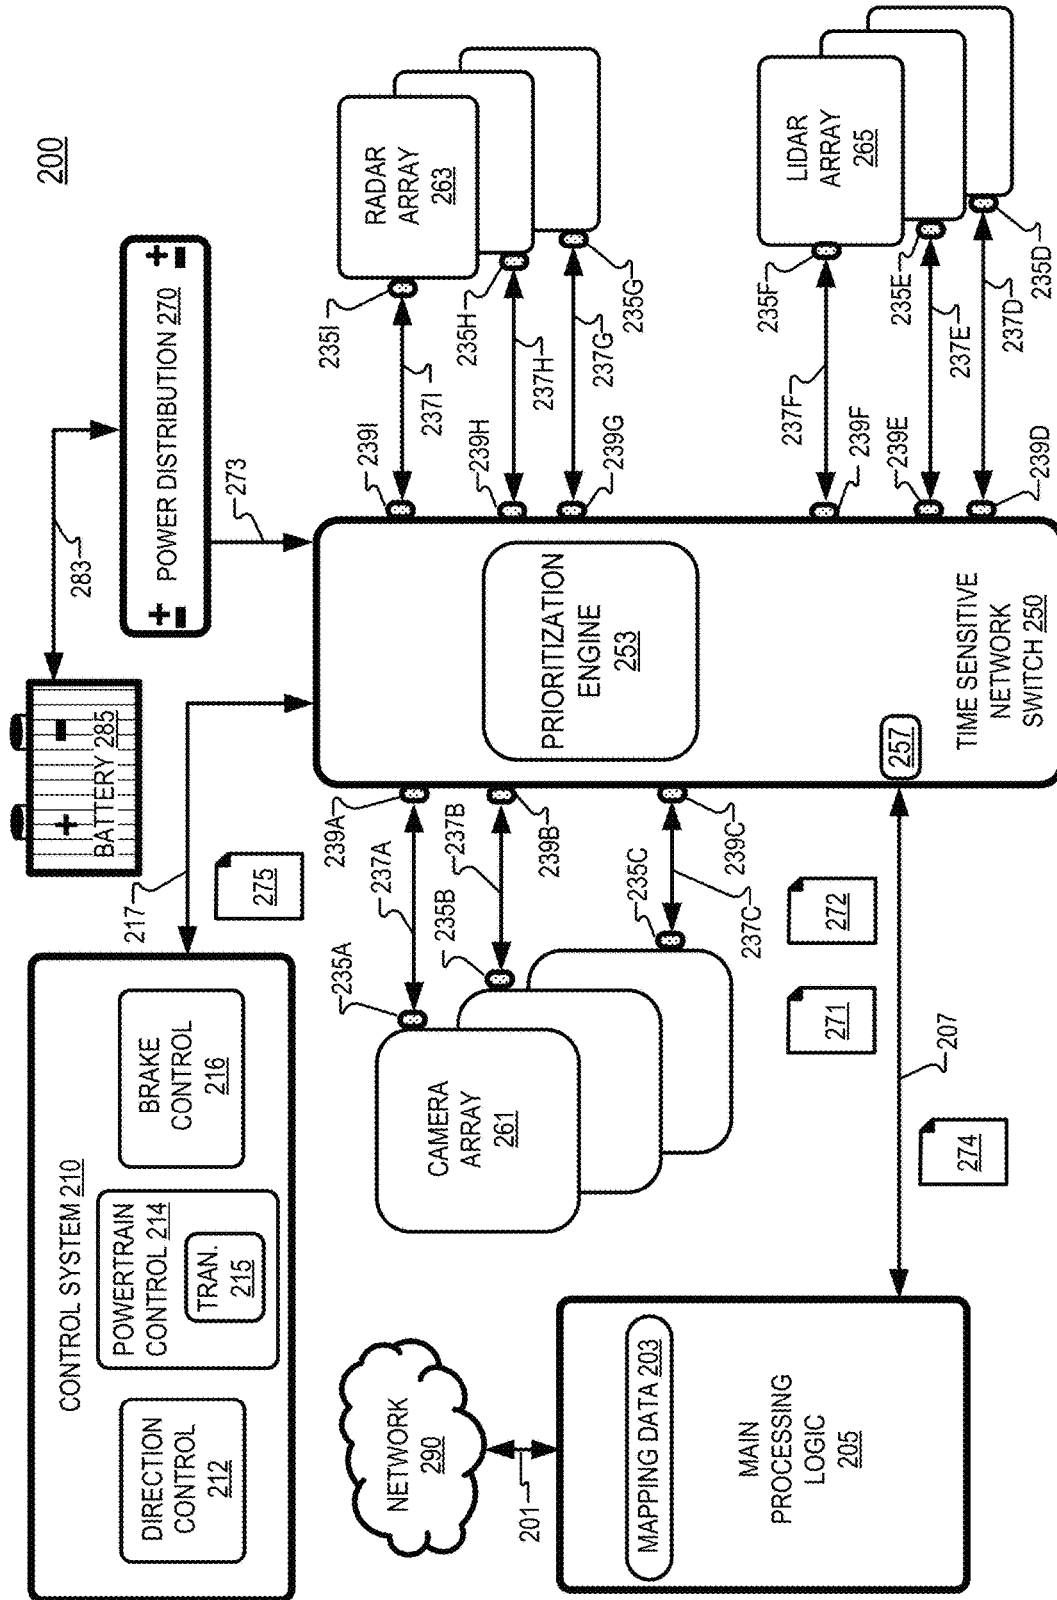 200
CONTROL SYSTEM 210
DIRECTION
CONTROL
212
POWERTRAIN
CONTROL 214
TRAN.
215
BRAKE
CONTROL
216
217
275
+
-
BATTERY 285
283
+
-
POWER DISTRIBUTION 270
+
-
273
NETWORK
290
201
MAPPING DATA 203
MAIN
PROCESSING
LOGIC
205
207
274
271
272
CAMERA
ARRAY
261
235A
237A
239A
235B
237B
239B
235C
237C
239C
PRIORITIZATION
ENGINE
253
257
TIME SENSITIVE
NETWORK
SWITCH 250
239I
237I
235I
239H
237H
235H
239G
237G
235G
RADAR
ARRAY
263
239F
237F
235F
239E
237E
235E
239D
237D
235D
LIDAR
ARRAY
265